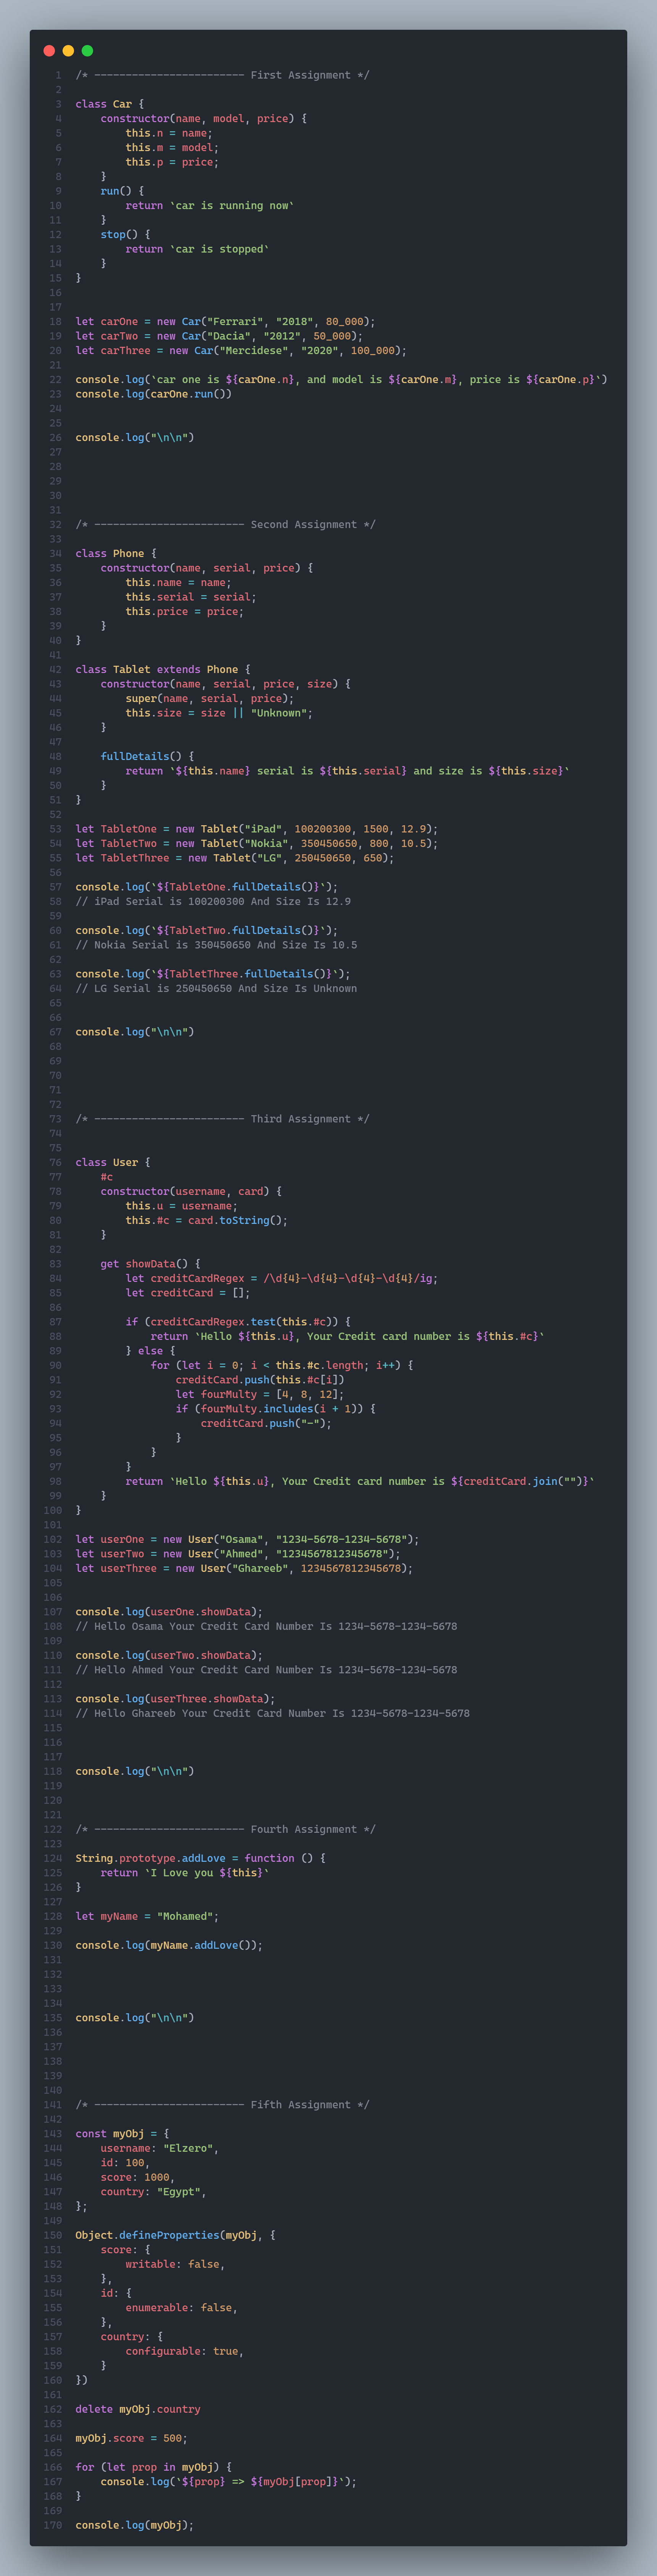 1 /* ------------------------ First Assignment */
2
3 class Car {
4     constructor(name, model, price) {
5         this.n = name;
6         this.m = model;
7         this.p = price;
8     }
9     run() {
10         return `car is running now`
11     }
12     stop() {
13         return `car is stopped`
14     }
15 }
16
17
18 let carOne = new Car("Ferrari", "2018", 80_000);
19 let carTwo = new Car("Dacia", "2012", 50_000);
20 let carThree = new Car("Mercidese", "2020", 100_000);
21
22 console.log(`car one is ${carOne.n}, and model is ${carOne.m}, price is ${carOne.p}`)
23 console.log(carOne.run())
24
25
26 console.log("\n\n")
27
28
29
30
31
32 /* ------------------------ Second Assignment */
33
34 class Phone {
35     constructor(name, serial, price) {
36         this.name = name;
37         this.serial = serial;
38         this.price = price;
39     }
40 }
41
42 class Tablet extends Phone {
43     constructor(name, serial, price, size) {
44         super(name, serial, price);
45         this.size = size || "Unknown";
46     }
47
48     fullDetails() {
49         return `${this.name} serial is ${this.serial} and size is ${this.size}`
50     }
51 }
52
53 let TabletOne = new Tablet("iPad", 100200300, 1500, 12.9);
54 let TabletTwo = new Tablet("Nokia", 350450650, 800, 10.5);
55 let TabletThree = new Tablet("LG", 250450650, 650);
56
57 console.log(`${TabletOne.fullDetails()}`);
58 // iPad Serial is 100200300 And Size Is 12.9
59
60 console.log(`${TabletTwo.fullDetails()}`);
61 // Nokia Serial is 350450650 And Size Is 10.5
62
63 console.log(`${TabletThree.fullDetails()}`);
64 // LG Serial is 250450650 And Size Is Unknown
65
66
67 console.log("\n\n")
68
69
70
71
72
73 /* ------------------------ Third Assignment */
74
75
76 class User {
77     #c
78     constructor(username, card) {
79         this.u = username;
80         this.#c = card.toString();
81     }
82
83     get showData() {
84         let creditCardRegex = /\d{4}-\d{4}-\d{4}-\d{4}/ig;
85         let creditCard = [];
86
87         if (creditCardRegex.test(this.#c)) {
88             return `Hello ${this.u}, Your Credit card number is ${this.#c}`
89         } else {
90             for (let i = 0; i < this.#c.length; i++) {
91                 creditCard.push(this.#c[i])
92                 let fourMulty = [4, 8, 12];
93                 if (fourMulty.includes(i + 1)) {
94                     creditCard.push("-");
95                 }
96             }
97         }
98         return `Hello ${this.u}, Your Credit card number is ${creditCard.join("")}`
99     }
100 }
101
102 let userOne = new User("Osama", "1234-5678-1234-5678");
103 let userTwo = new User("Ahmed", "1234567812345678");
104 let userThree = new User("Ghareeb", 1234567812345678);
105
106
107 console.log(userOne.showData);
108 // Hello Osama Your Credit Card Number Is 1234-5678-1234-5678
109
110 console.log(userTwo.showData);
111 // Hello Ahmed Your Credit Card Number Is 1234-5678-1234-5678
112
113 console.log(userThree.showData);
114 // Hello Ghareeb Your Credit Card Number Is 1234-5678-1234-5678
115
116
117
118 console.log("\n\n")
119
120
121
122 /* ------------------------ Fourth Assignment */
123
124 String.prototype.addLove = function () {
125     return `I Love you ${this}`
126 }
127
128 let myName = "Mohamed";
129
130 console.log(myName.addLove());
131
132
133
134
135 console.log("\n\n")
136
137
138
139
140
141 /* ------------------------ Fifth Assignment */
142
143 const myObj = {
144     username: "Elzero",
145     id: 100,
146     score: 1000,
147     country: "Egypt",
148 };
149
150 Object.defineProperties(myObj, {
151     score: {
152         writable: false,
153     },
154     id: {
155         enumerable: false,
156     },
157     country: {
158         configurable: true,
159     }
160 })
161
162 delete myObj.country
163
164 myObj.score = 500;
165
166 for (let prop in myObj) {
167     console.log(`${prop} => ${myObj[prop]}`);
168 }
169
170 console.log(myObj);